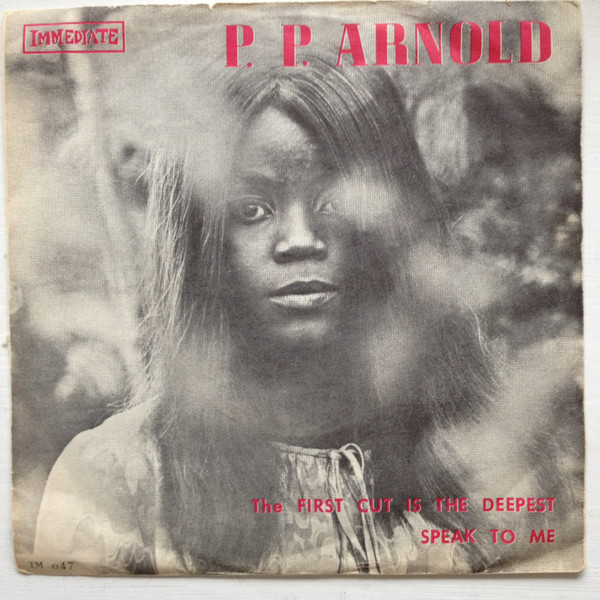 IMMEDIATE
P. P. ARNOLD
The FIRST CUT IS THE DEEPEST
SPEAK TO ME
IM 047